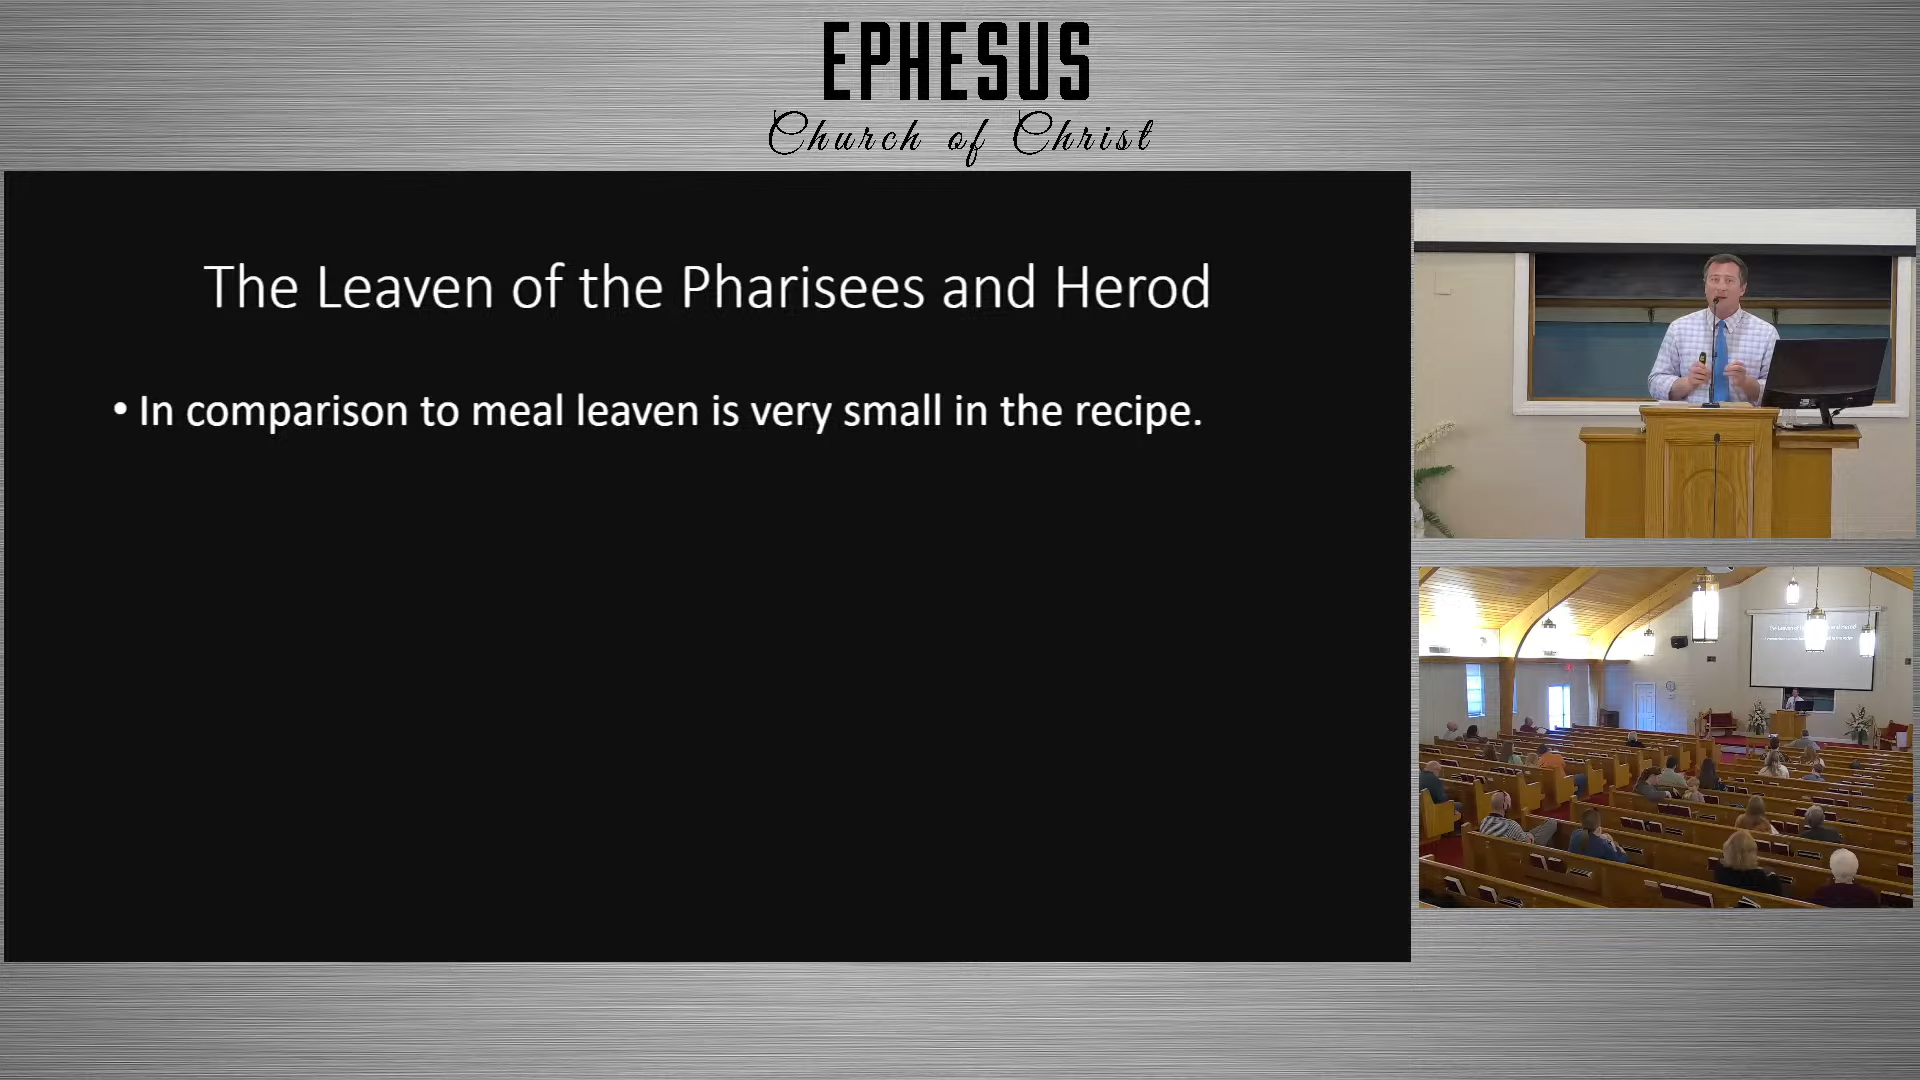 EPHESUS
Church of Christ
The Leaven of the Pharisees and Herod
• In comparison to meal leaven is very small in the recipe.